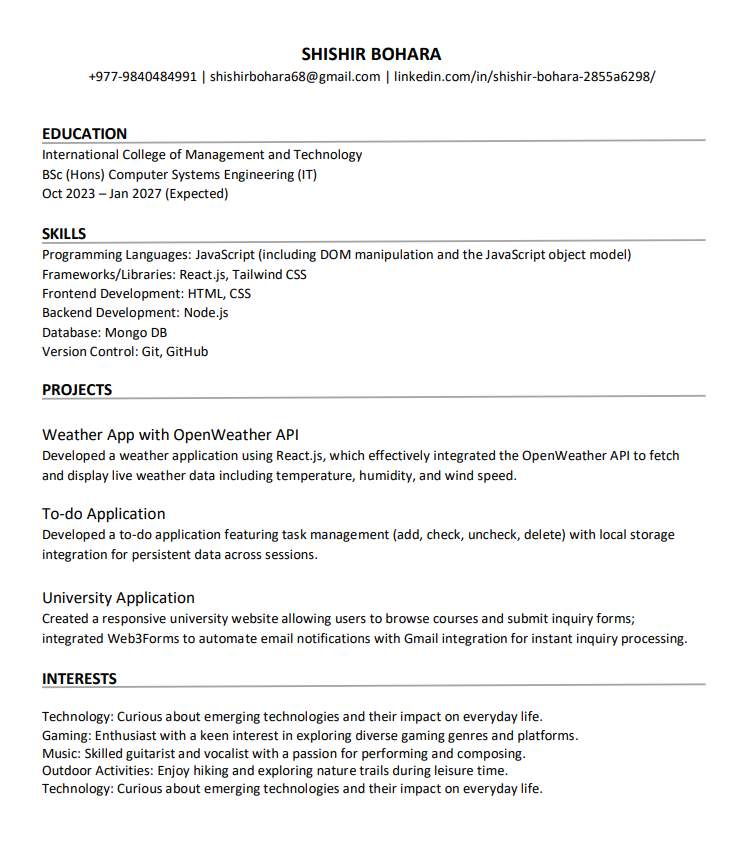 SHISHIR BOHARA
+977-9840484991 | shishirbohara68@gmail.com | linkedin.com/in/shishir-bohara-2855a6298/
EDUCATION
International College of Management and Technology
BSc (Hons) Computer Systems Engineering (IT)
Oct 2023 – Jan 2027 (Expected)
SKILLS
Programming Languages: JavaScript (including DOM manipulation and the JavaScript object model)
Frameworks/Libraries: React.js, Tailwind CSS
Frontend Development: HTML, CSS
Backend Development: Node.js
Database: Mongo DB
Version Control: Git, GitHub
PROJECTS
Weather App with OpenWeather API
Developed a weather application using React.js, which effectively integrated the OpenWeather API to fetch
and display live weather data including temperature, humidity, and wind speed.
To-do Application
Developed a to-do application featuring task management (add, check, uncheck, delete) with local storage
integration for persistent data across sessions.
University Application
Created a responsive university website allowing users to browse courses and submit inquiry forms;
integrated Web3Forms to automate email notifications with Gmail integration for instant inquiry processing.
INTERESTS
Technology: Curious about emerging technologies and their impact on everyday life.
Gaming: Enthusiast with a keen interest in exploring diverse gaming genres and platforms.
Music: Skilled guitarist and vocalist with a passion for performing and composing.
Outdoor Activities: Enjoy hiking and exploring nature trails during leisure time.
Technology: Curious about emerging technologies and their impact on everyday life.